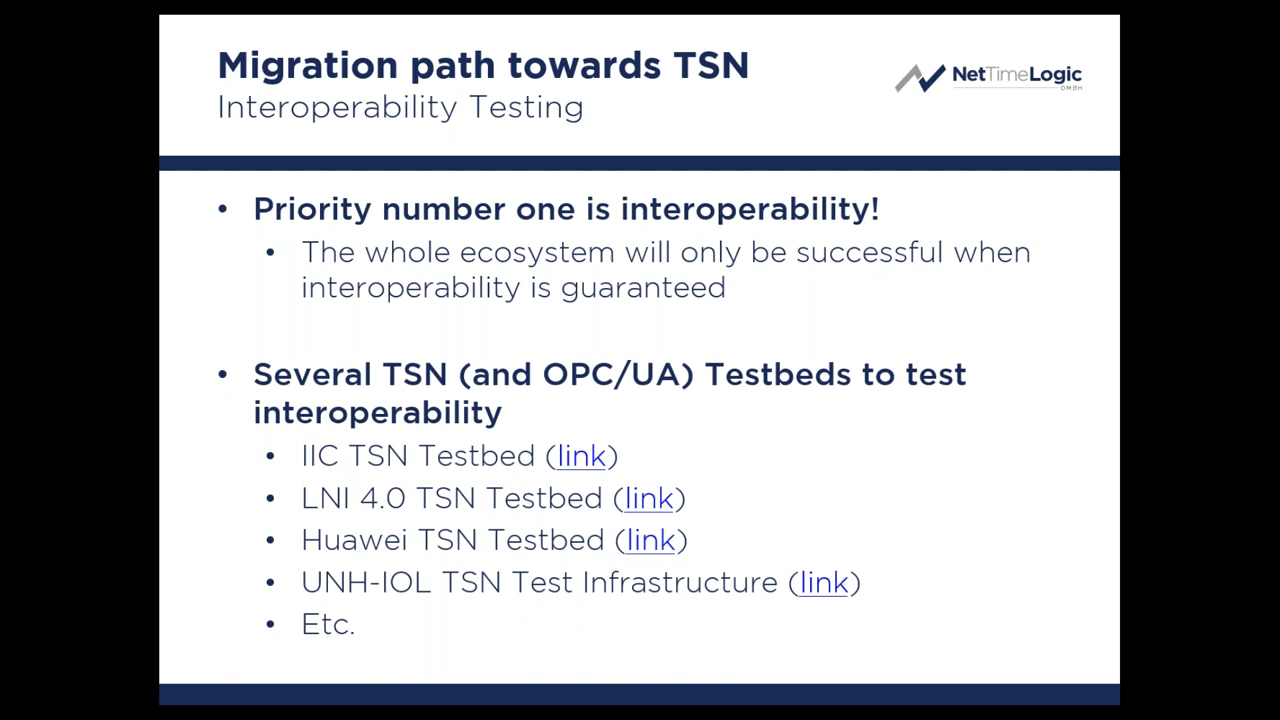 Migration path towards TSN
Interoperability Testing
NetTimeLogic
GMBH
• Priority number one is interoperability!
• The whole ecosystem will only be successful when
interoperability is guaranteed
• Several TSN (and OPC/UA) Testbeds to test
interoperability
• IIC TSN Testbed (link)
• LNI 4.0 TSN Testbed (link)
• Huawei TSN Testbed (link)
• UNH-IOL TSN Test Infrastructure (link)
• Etc.